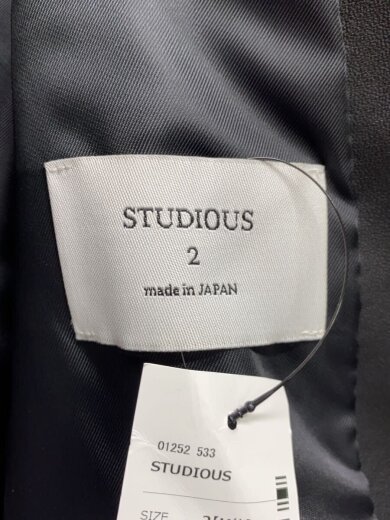 STUDIOUS
2
made in JAPAN
01252 533
STUDIOUS
SIZE